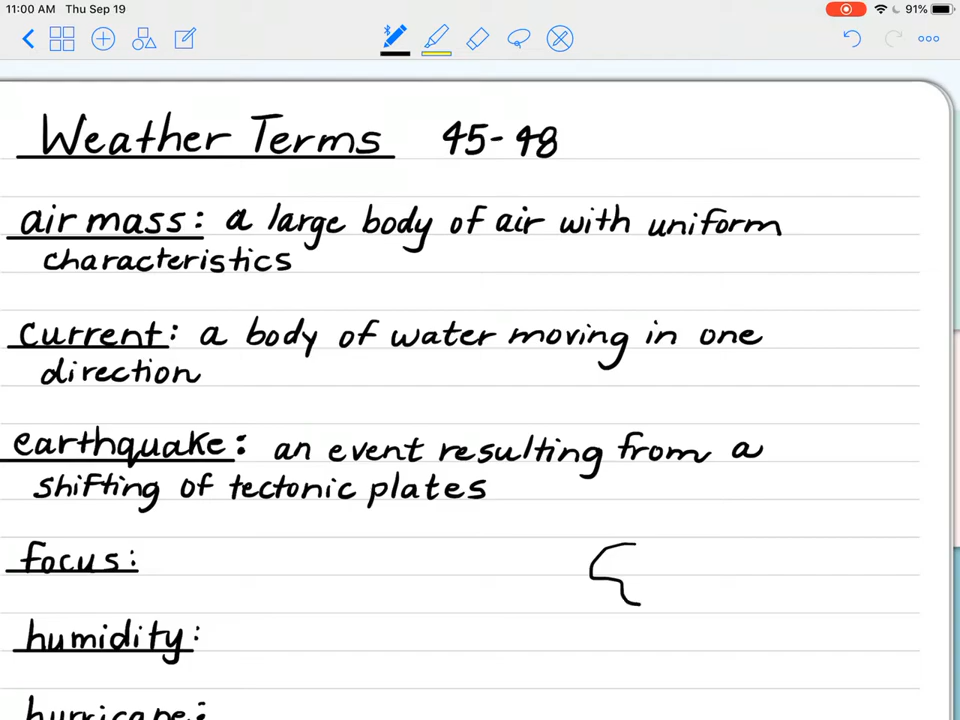 11:00 AM Thu Sep 19
91%
Weather Terms 45-48
air mass: a large body of air with uniform
characteristics
current: a body of water moving in one
direction
earthquake: an event resulting from a
shifting of tectonic plates
focus:
humidity:
hurricane: